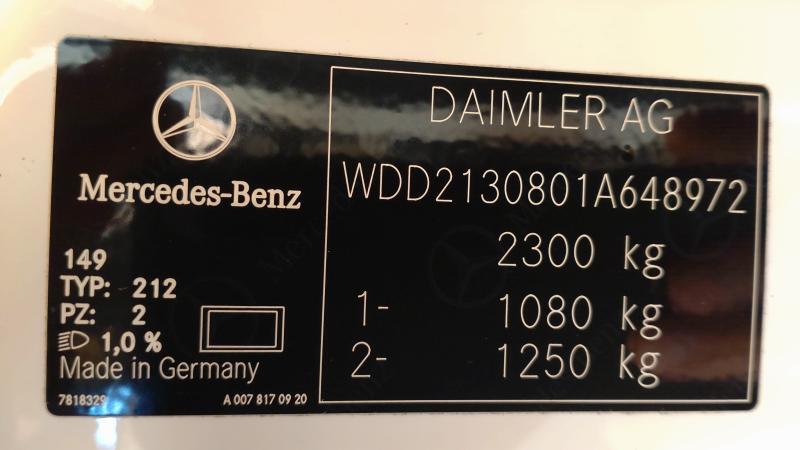 Mercedes-Benz
149
TYP: 212
PZ: 2
1,0 %
Made in Germany
7818329
A 007 817 09 20
DAIMLER AG
WDD2130801A648972
2300 kg
1- 1080 kg
2- 1250 kg